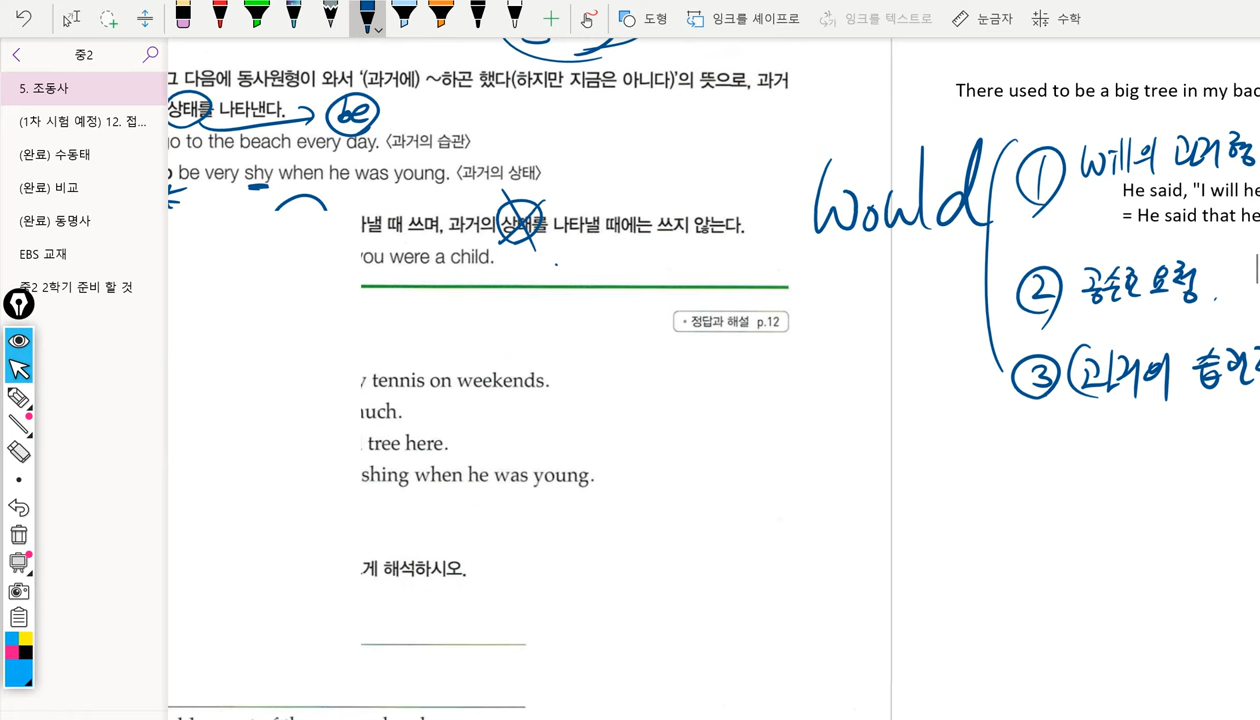 도형
잉크를 셰이프로
잉크를 텍스트로
눈금자
수학
중2
5. 조동사
(1차 시험 예정) 12. 접...
(완료) 수동태
(완료) 비교
(완료) 동명사
EBS 교재
중2 2학기 준비 할 것
그 다음에 동사원형이 와서 '(과거에) ~하곤 했다(하지만 지금은 아니다)'의 뜻으로, 과거
상태를 나타낸다.
be
go to the beach every day. 〈과거의 습관〉
be very shy when he was young. 〈과거의 상태〉
낼 때 쓰며, 과거의 상태를 나타낼 때에는 쓰지 않는다.
you were a child.
• 정답과 해설 p.12
tennis on weekends.
much.
tree here.
shing when he was young.
게 해석하시오.
There used to be a big tree in my bac
would
① will의 과거형
He said, "I will he
= He said that he
② 공손한 요청.
③ (과거의 습관